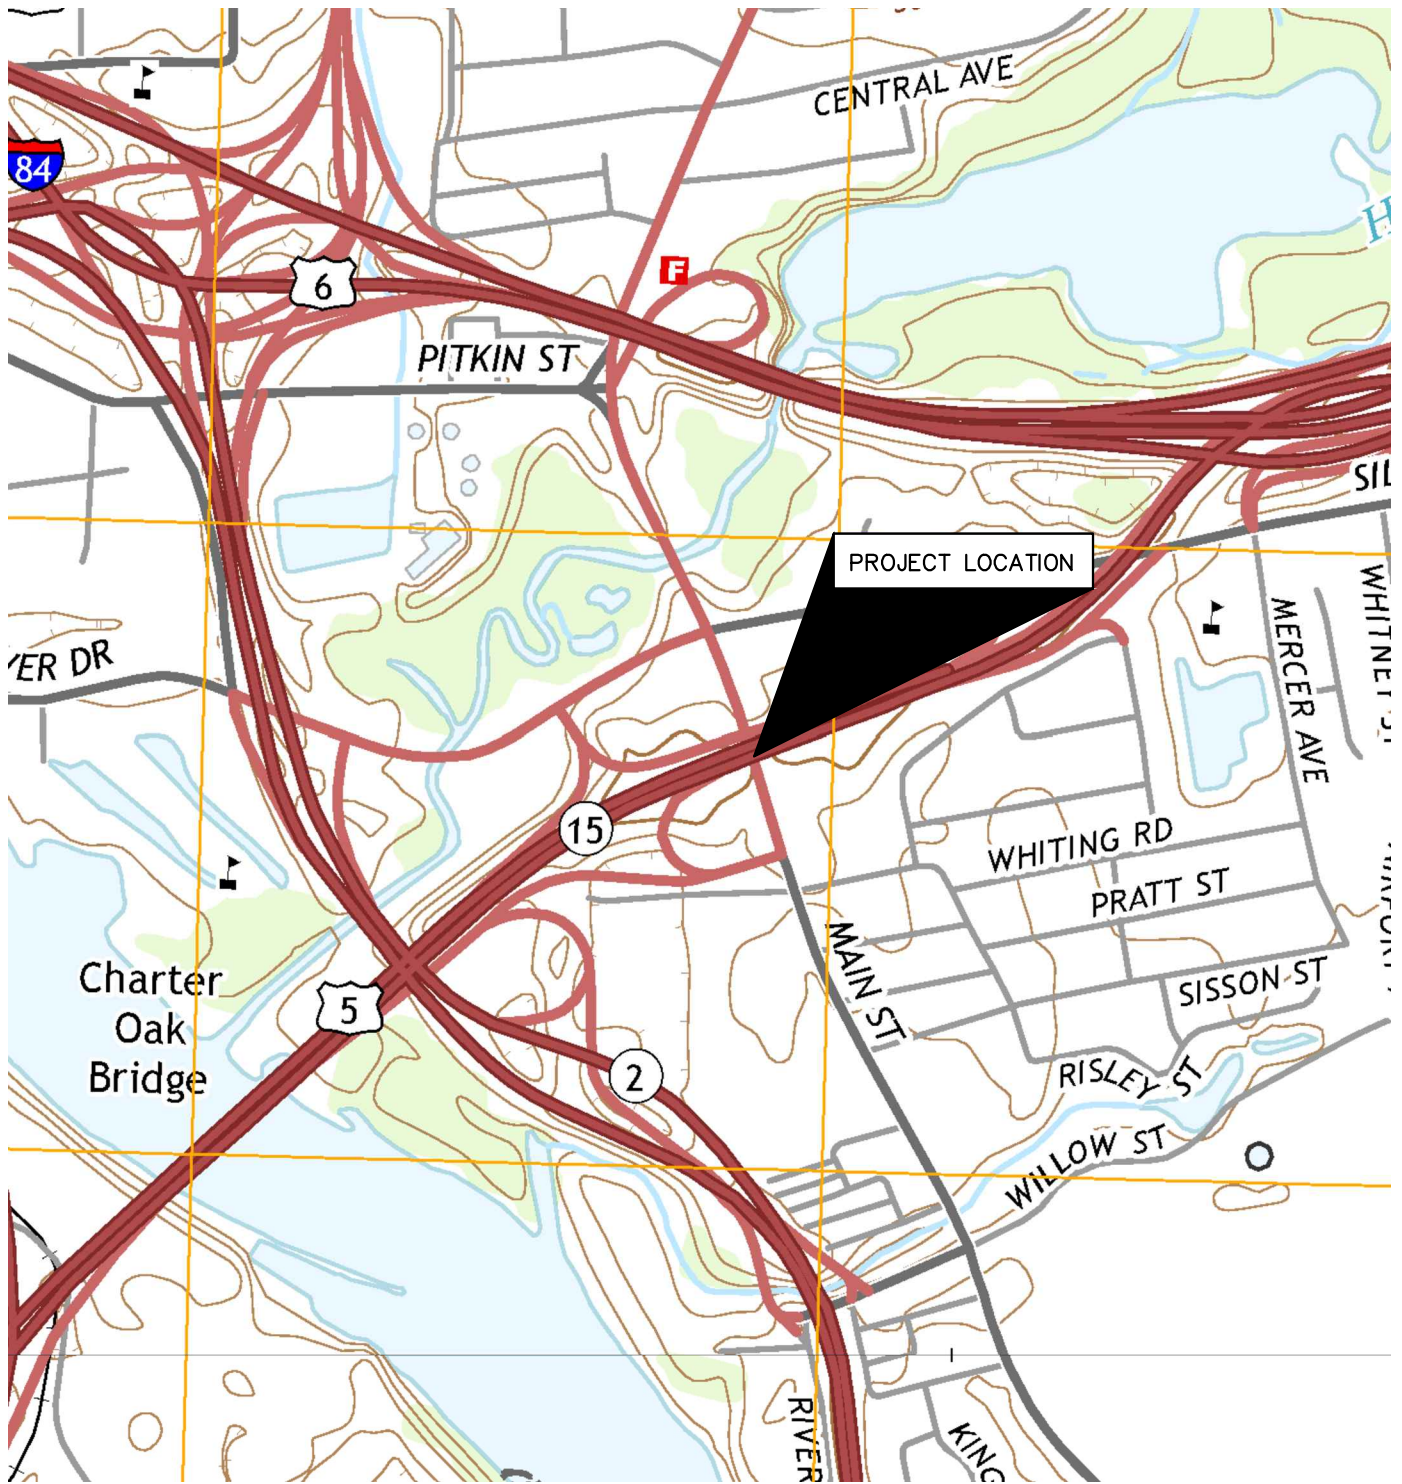 CENTRAL AVE
84
H
6
F
PITKIN ST
SIL
PROJECT LOCATION
WHITNEY ST
MERCER AVE
YER DR
15
WHITING RD
PRATT ST
MAIN ST
SISSON ST
Charter
Oak
Bridge
5
2
RISLEY ST
WILLOW ST
RIVER
KING